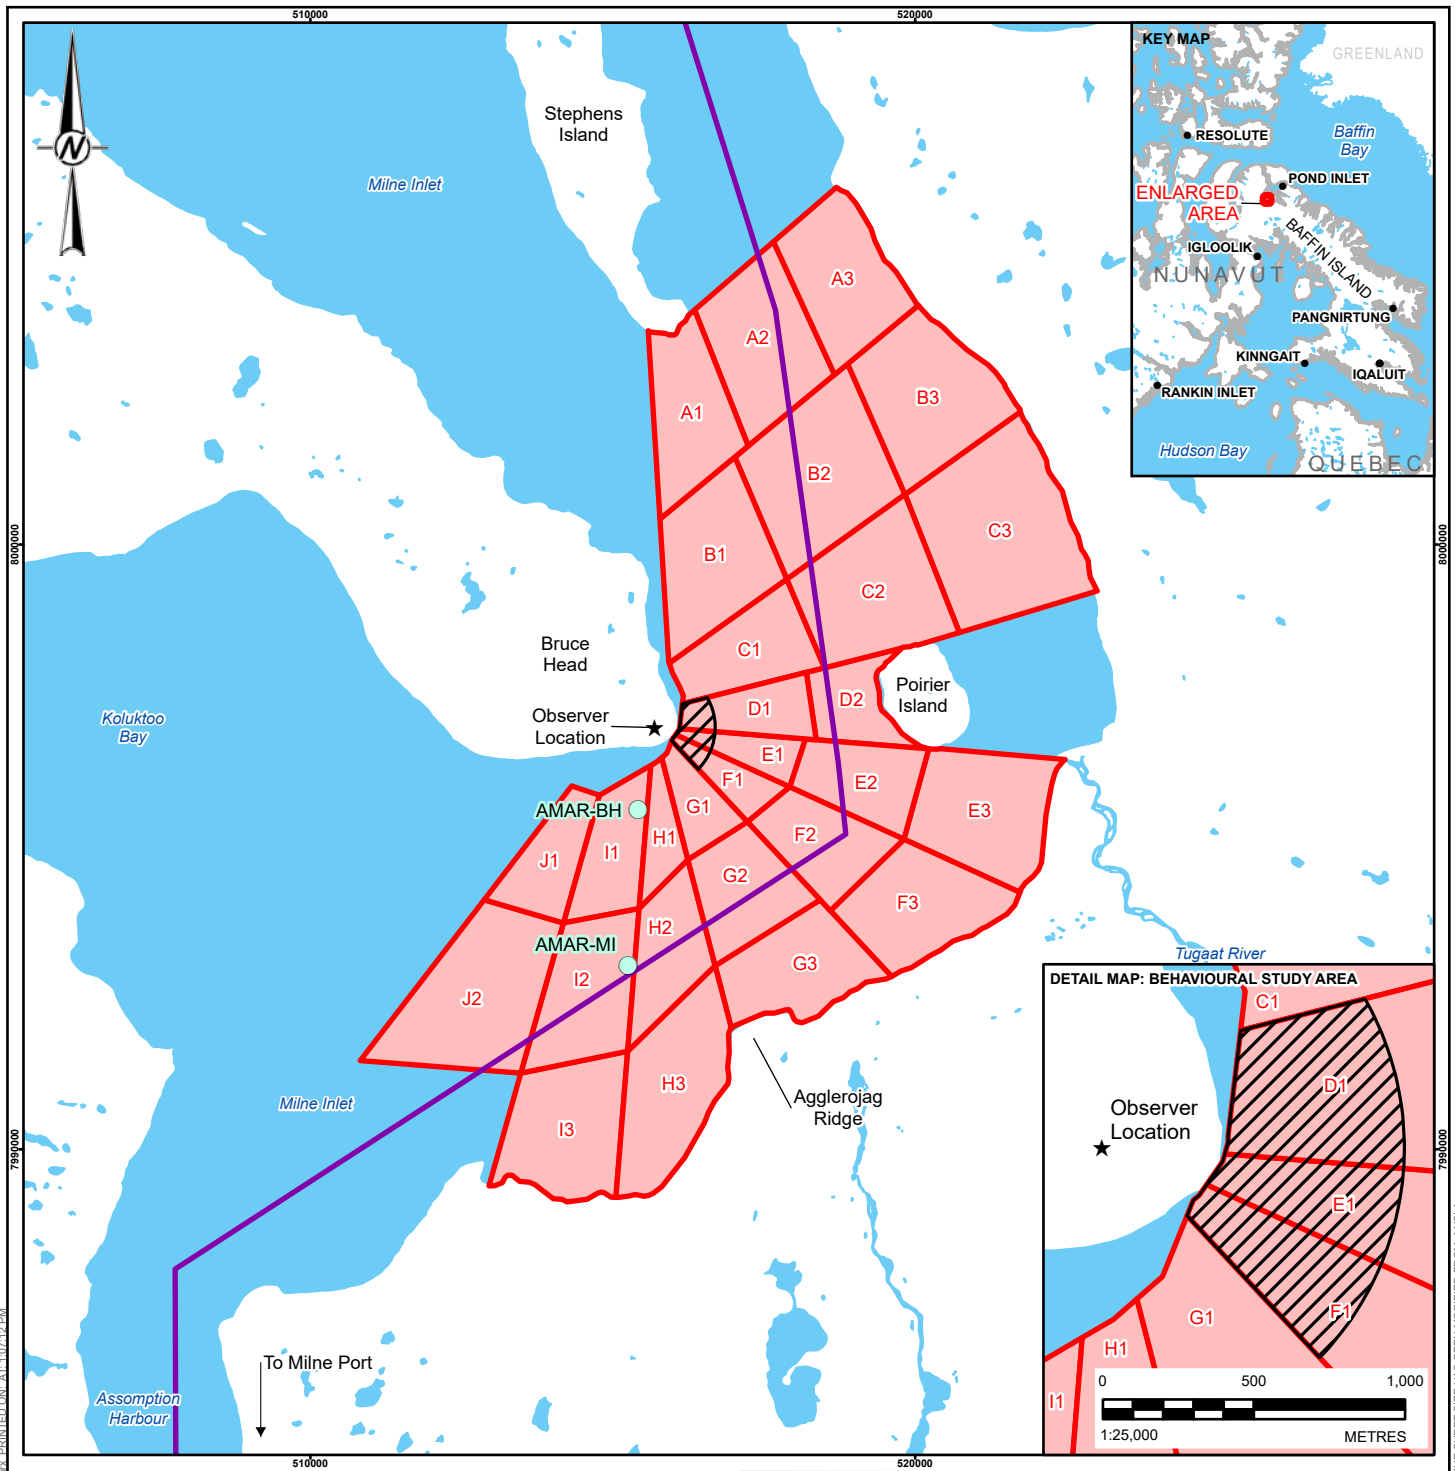 510000
520000
KEY MAP
GREENLAND
RESOLUTE
Baffin
Bay
POND INLET
ENLARGED
AREA
IGLOOLIK
BAFFIN ISLAND
NUNAVUT
PANGNIRTUNG
KINNGAIT
IQALUIT
RANKIN INLET
Hudson Bay
QUEBEC
N
Stephens
Island
Milne Inlet
A3
A2
A1
B3
B2
B1
C3
C2
C1
8000000
8000000
Bruce
Head
Koluktoo
Bay
Observer
Location
Poirier
Island
D1
D2
E1
E2
E3
F1
F2
F3
G1
G2
G3
H1
H2
H3
I1
I2
I3
J1
J2
AMAR-BH
AMAR-MI
Tugaat River
Agglerojag
Ridge
Milne Inlet
7990000
7990000
To Milne Port
Assomption
Harbour
DETAIL MAP: BEHAVIOURAL STUDY AREA
C1
D1
Observer
Location
E1
F1
G1
H1
I1
0 500 1,000
1:25,000 METRES
510000
520000